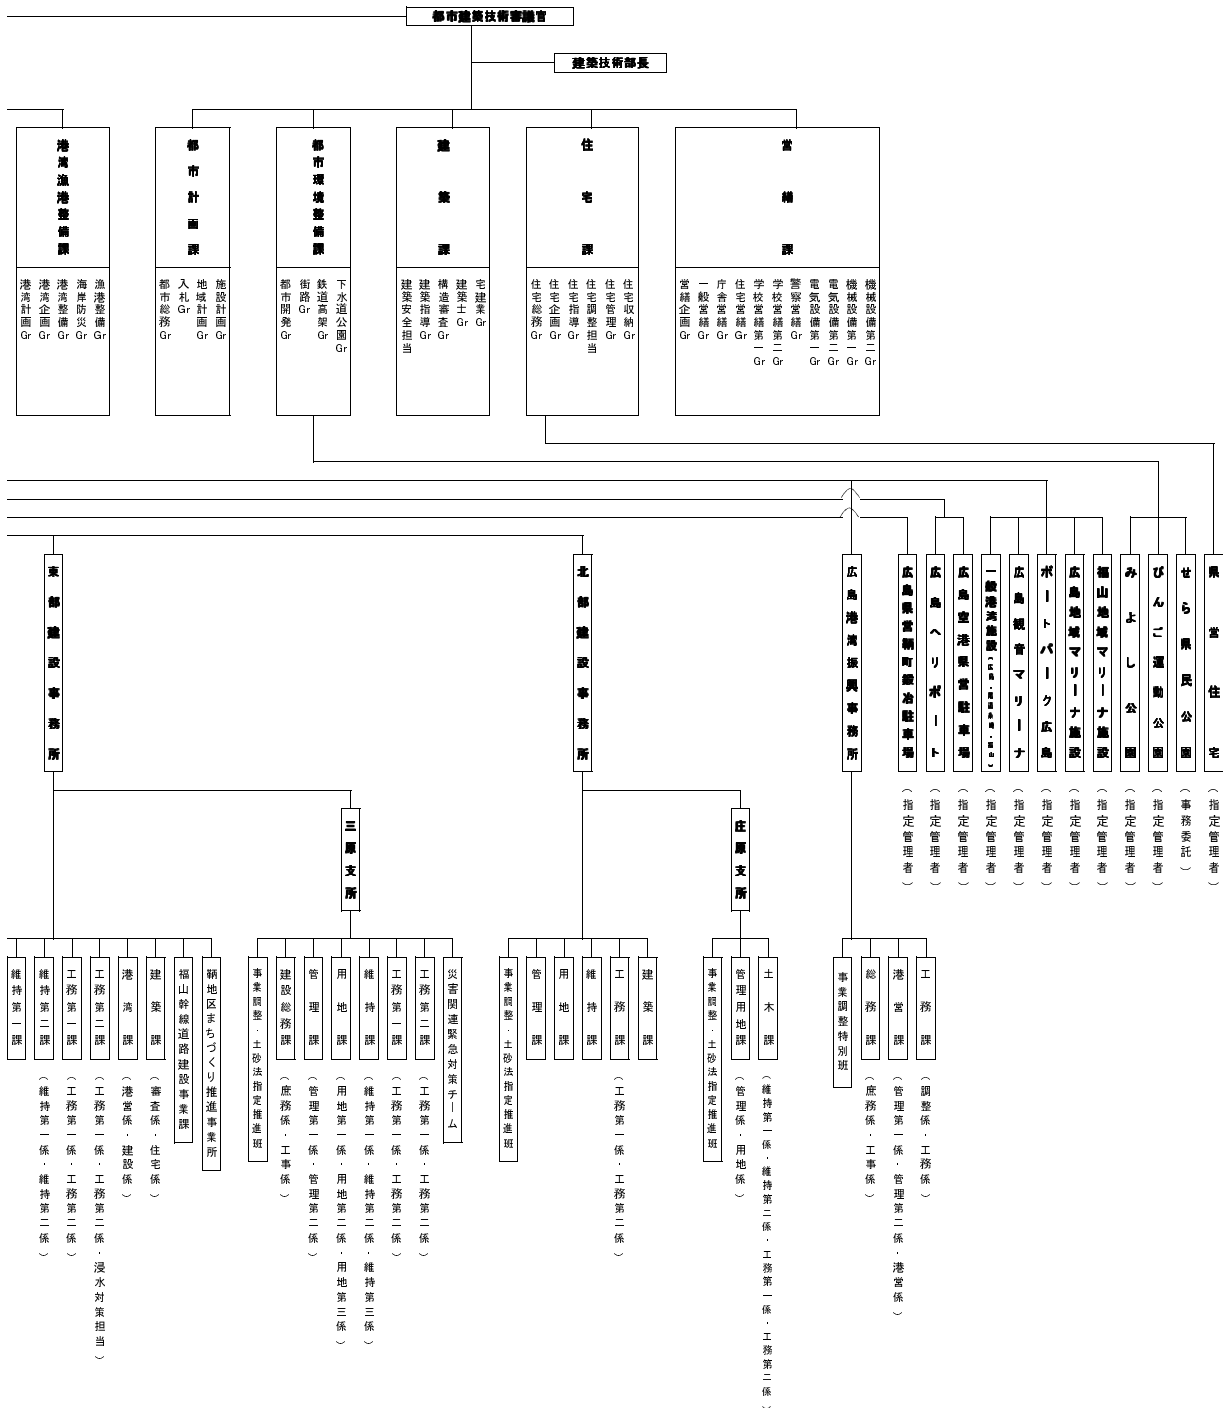 都市建築技術審議官
建築技術部長
港湾漁港整備課
港湾計画Gr
港湾企画Gr
港湾整備Gr
海岸防災Gr
漁港整備Gr
都市計画課
都市総務Gr
入札Gr
地域計画Gr
施設計画Gr
都市環境整備課
都市開発Gr
街路Gr
鉄道高架Gr
下水道公園Gr
建築課
建築安全担当
建築指導Gr
構造審査Gr
建築士Gr
宅建業Gr
住宅課
住宅総務Gr
住宅企画Gr
住宅指導Gr
住宅調整担当
住宅管理Gr
住宅収納Gr
営繕課
営繕企画Gr
一般営繕Gr
庁舎営繕Gr
住宅営繕Gr
学校営繕第一Gr
学校営繕第二Gr
警察営繕Gr
電気設備第一Gr
電気設備第二Gr
機械設備第一Gr
機械設備第二Gr
東部建設事務所
北部建設事務所
広島港湾振興事務所
広島県営鞆町鍛冶駐車場
(指定管理者)
広島ヘリポート
(指定管理者)
広島空港県営駐車場
(指定管理者)
一般港湾施設(広島・尾道糸崎・福山)
(指定管理者)
広島観音マリーナ
(指定管理者)
ボートパーク広島
(指定管理者)
広島地域マリーナ施設
(指定管理者)
福山地域マリーナ施設
(指定管理者)
みよし公園
(指定管理者)
びんご運動公園
(指定管理者)
せら県民公園
(事務委託)
県営住宅
(指定管理者)
三原支所
庄原支所
維持第一課
維持第二課
(維持第一係・維持第二係)
工務第一課
(工務第一係・工務第二係)
工務第二課
(工務第一係・工務第二係・浸水対策担当)
港湾課
(港営係・建設係)
建築課
(審査係・住宅係)
福山幹線道路建設事業課
鞆地区まちづくり推進事業所
事業調整・土砂法指定推進班
建設総務課
(庶務係・工事係)
管理課
(管理第一係・管理第二係)
用地課
(用地第一係・用地第二係・用地第三係)
維持課
(維持第一係・維持第二係・維持第三係)
工務第一課
(工務第一係・工務第二係)
工務第二課
(工務第一係・工務第二係)
災害関連緊急対策チーム
事業調整・土砂法指定推進班
管理課
用地課
維持課
工務課
(工務第一係・工務第二係)
建築課
事業調整・土砂法指定推進班
管理用地課
(管理係・用地係)
土木課
(維持第一係・維持第二係・工務第一係・工務第二係)
事業調整特別班
総務課
(庶務係・工事係)
港営課
(管理第一係・管理第二係・港営係)
工務課
(調整係・工務係)